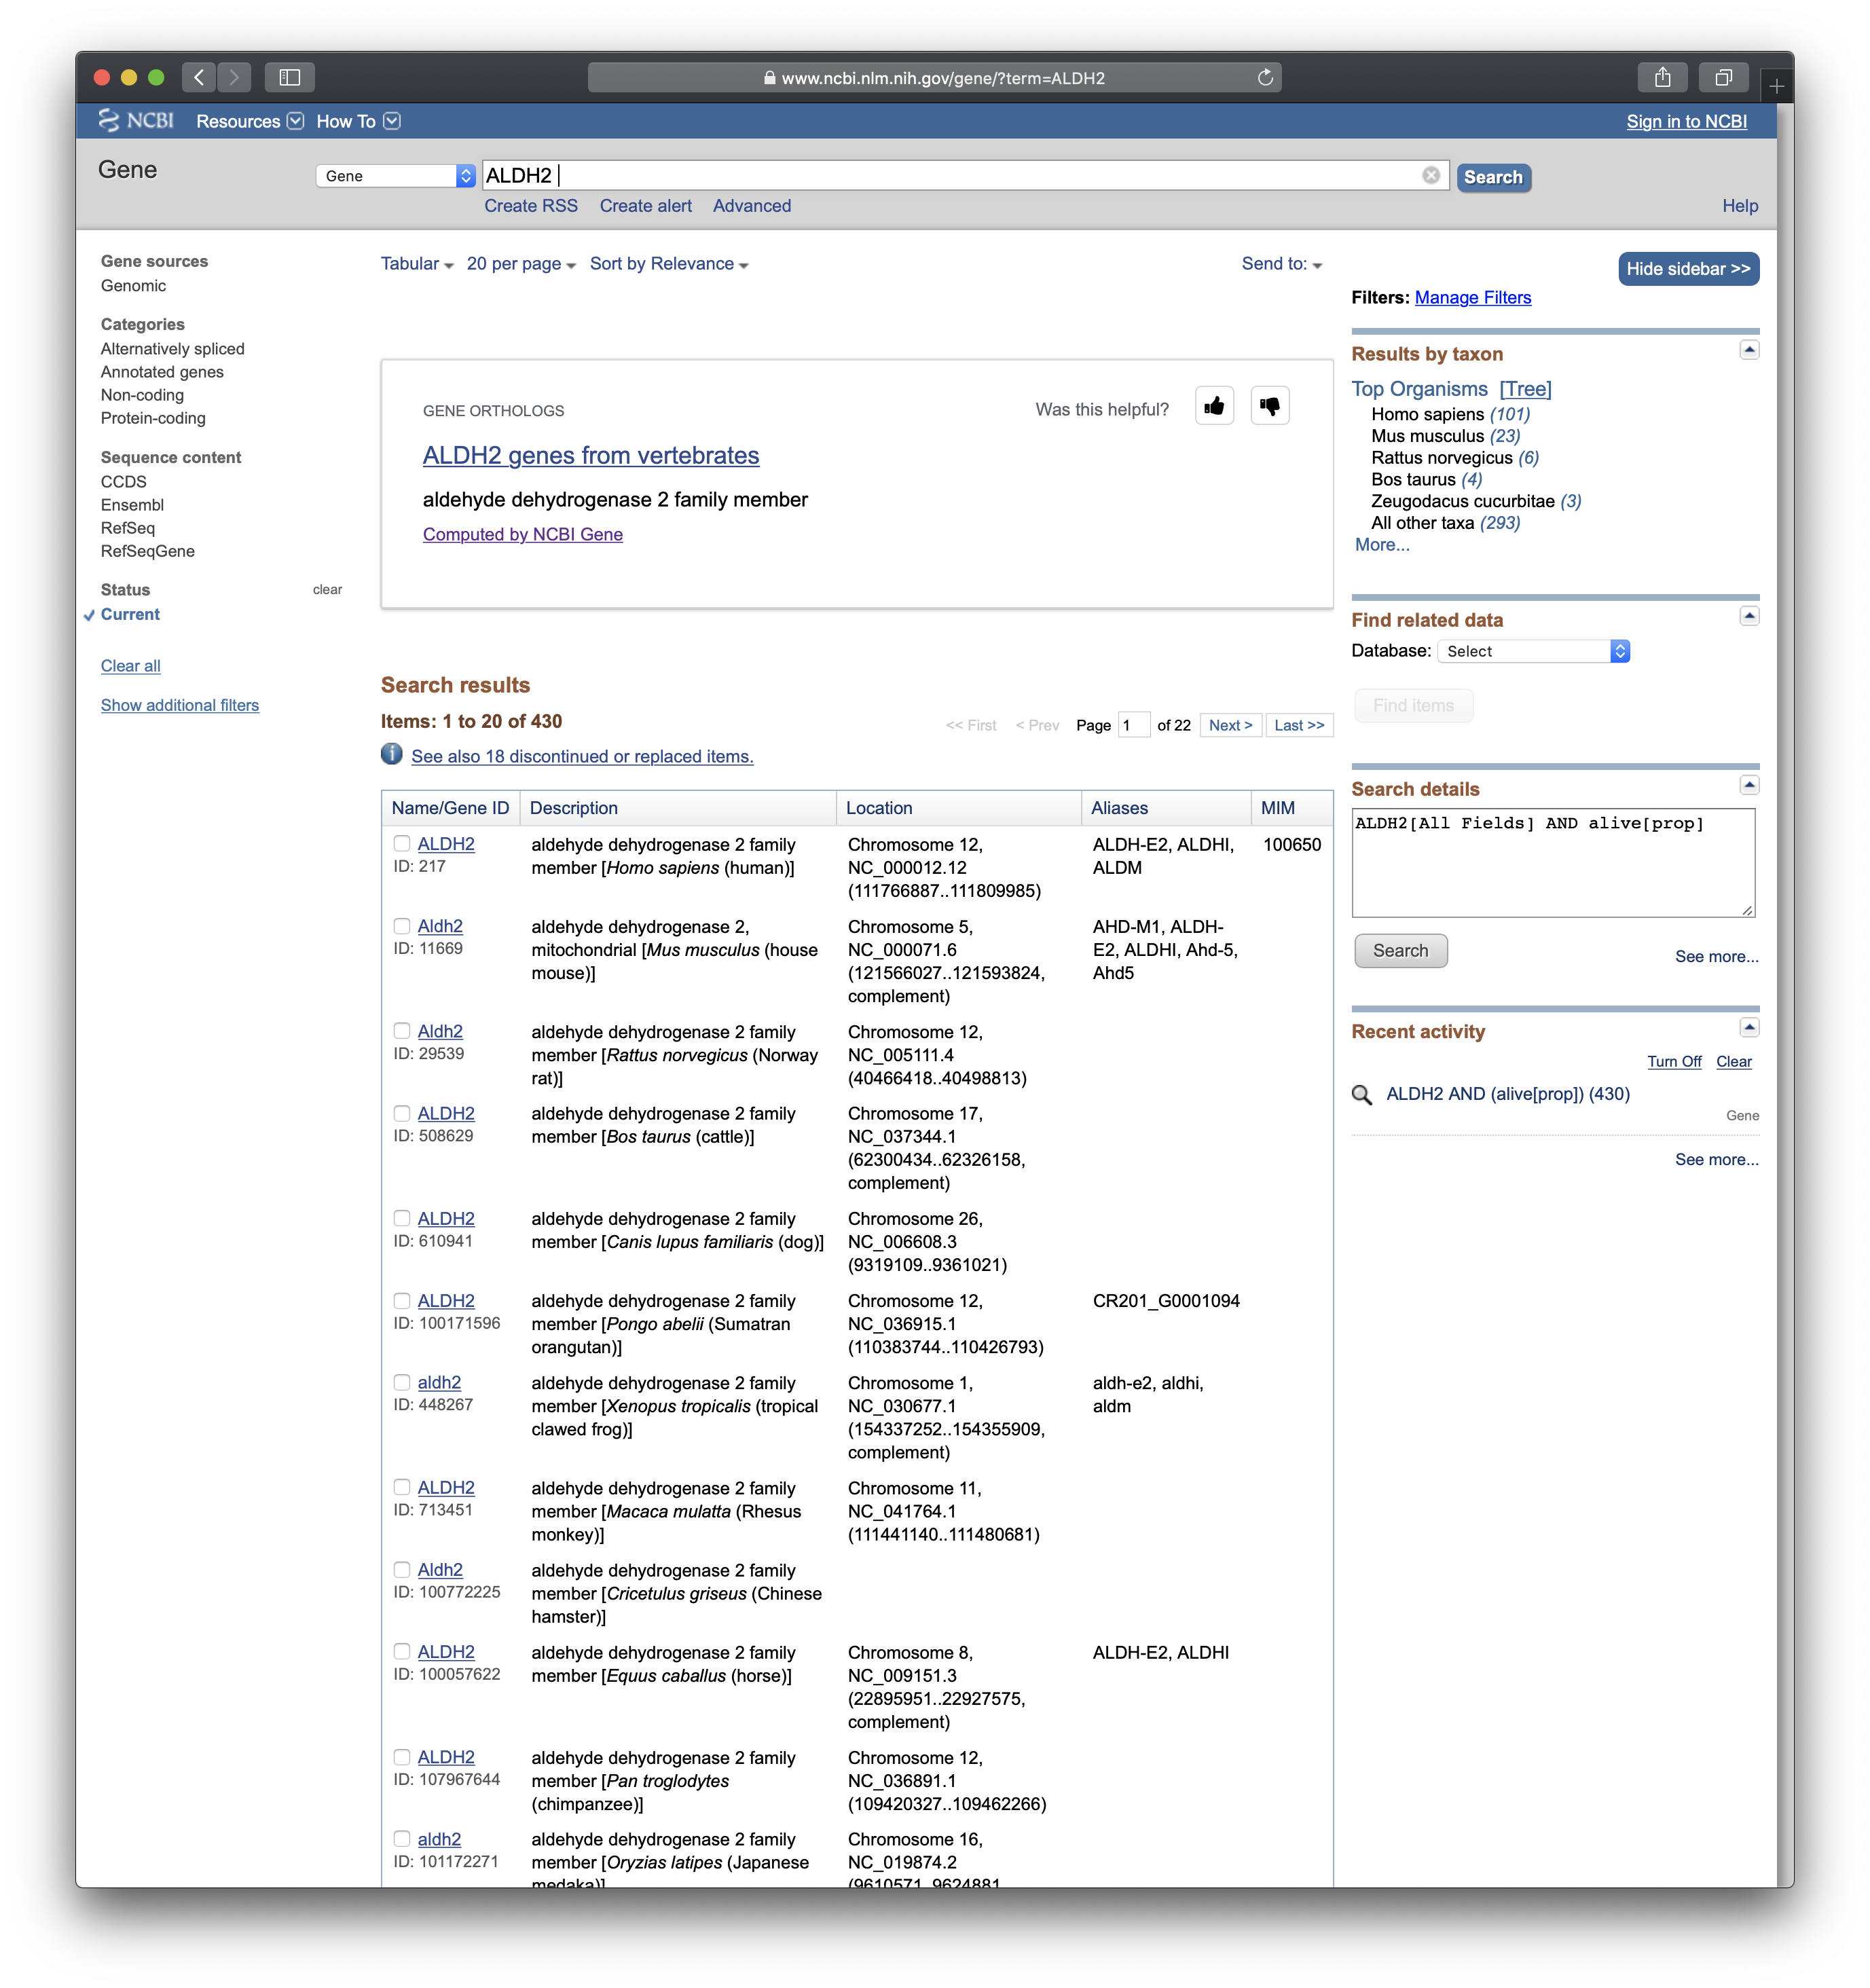 www.ncbi.nlm.nih.gov/gene/?term=ALDH2
NCBI Resources How To Sign in to NCBI
Gene
Gene
ALDH2
Search
Create RSS Create alert Advanced
Help
Gene sources
Genomic
Categories
Alternatively spliced
Annotated genes
Non-coding
Protein-coding
Sequence content
CCDS
Ensembl
RefSeq
RefSeqGene
Status clear
Current
Clear all
Show additional filters
Tabular 20 per page Sort by Relevance
Send to:
GENE ORTHOLOGS
Was this helpful?
ALDH2 genes from vertebrates
aldehyde dehydrogenase 2 family member
Computed by NCBI Gene
Search results
Items: 1 to 20 of 430
<< First < Prev Page 1 of 22 Next > Last >>
See also 18 discontinued or replaced items.
Name/Gene ID Description Location Aliases MIM
ALDH2
ID: 217
aldehyde dehydrogenase 2 family
member [Homo sapiens (human)]
Chromosome 12,
NC_000012.12
(111766887..111809985)
ALDH-E2, ALDHI,
ALDM
100650
Aldh2
ID: 11669
aldehyde dehydrogenase 2,
mitochondrial [Mus musculus (house
mouse)]
Chromosome 5,
NC_000071.6
(121566027..121593824,
complement)
AHD-M1, ALDH-
E2, ALDHI, Ahd-5,
Ahd5
Aldh2
ID: 29539
aldehyde dehydrogenase 2 family
member [Rattus norvegicus (Norway
rat)]
Chromosome 12,
NC_005111.4
(40466418..40498813)
ALDH2
ID: 508629
aldehyde dehydrogenase 2 family
member [Bos taurus (cattle)]
Chromosome 17,
NC_037344.1
(62300434..62326158,
complement)
ALDH2
ID: 610941
aldehyde dehydrogenase 2 family
member [Canis lupus familiaris (dog)]
Chromosome 26,
NC_006608.3
(9319109..9361021)
ALDH2
ID: 100171596
aldehyde dehydrogenase 2 family
member [Pongo abelii (Sumatran
orangutan)]
Chromosome 12,
NC_036915.1
(110383744..110426793)
CR201_G0001094
aldh2
ID: 448267
aldehyde dehydrogenase 2 family
member [Xenopus tropicalis (tropical
clawed frog)]
Chromosome 1,
NC_030677.1
(154337252..154355909,
complement)
aldh-e2, aldhi,
aldm
ALDH2
ID: 713451
aldehyde dehydrogenase 2 family
member [Macaca mulatta (Rhesus
monkey)]
Chromosome 11,
NC_041764.1
(111441140..111480681)
Aldh2
ID: 100772225
aldehyde dehydrogenase 2 family
member [Cricetulus griseus (Chinese
hamster)]
ALDH2
ID: 100057622
aldehyde dehydrogenase 2 family
member [Equus caballus (horse)]
Chromosome 8,
NC_009151.3
(22895951..22927575,
complement)
ALDH-E2, ALDHI
ALDH2
ID: 107967644
aldehyde dehydrogenase 2 family
member [Pan troglodytes
(chimpanzee)]
Chromosome 12,
NC_036891.1
(109420327..109462266)
aldh2
ID: 101172271
aldehyde dehydrogenase 2 family
member [Oryzias latipes (Japanese
medaka)]
Chromosome 16,
NC_019874.2
(9610571..9624881,
Hide sidebar >>
Filters: Manage Filters
Results by taxon
Top Organisms [Tree]
Homo sapiens (101)
Mus musculus (23)
Rattus norvegicus (6)
Bos taurus (4)
Zeugodacus cucurbitae (3)
All other taxa (293)
More...
Find related data
Database: Select
Find items
Search details
ALDH2[All Fields] AND alive[prop]
Search
See more...
Recent activity
Turn Off Clear
ALDH2 AND (alive[prop]) (430)
Gene
See more...